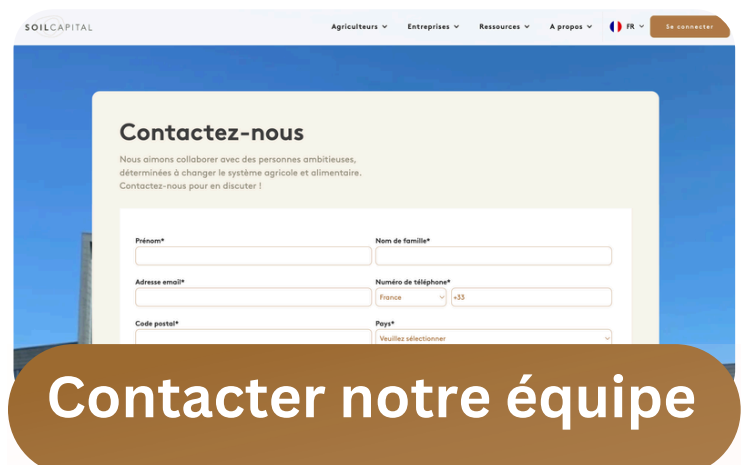 SOILCAPITAL
Agriculteurs Entreprises Ressources A propos FR Se connecter
Contactez-nous
Nous aimons collaborer avec des personnes ambitieuses,
déterminées à changer le système agricole et alimentaire.
Contactez-nous pour en discuter !
Prénom* Nom de famille*
Adresse email* Numéro de téléphone*
France +33
Code postal* Pays*
Veuillez sélectionner
Contacter notre équipe